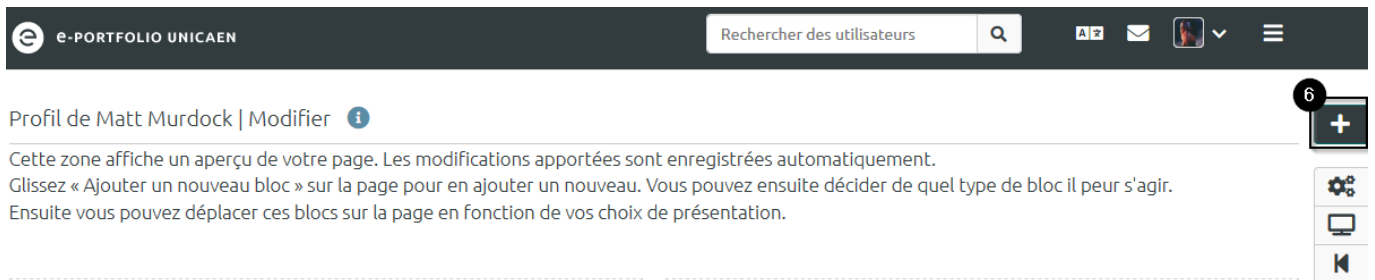 e e-PORTFOLIO UNICAEN
Rechercher des utilisateurs
6
Profil de Matt Murdock | Modifier
Cette zone affiche un aperçu de votre page. Les modifications apportées sont enregistrées automatiquement.
Glissez « Ajouter un nouveau bloc » sur la page pour en ajouter un nouveau. Vous pouvez ensuite décider de quel type de bloc il peur s'agir.
Ensuite vous pouvez déplacer ces blocs sur la page en fonction de vos choix de présentation.